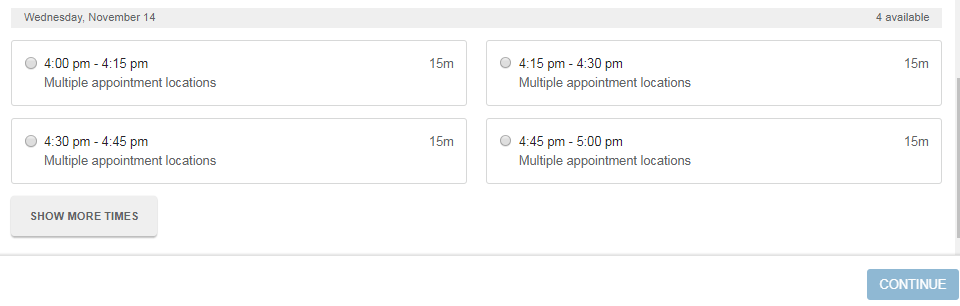 Wednesday, November 14 4 available
4:00 pm - 4:15 pm 15m
Multiple appointment locations
4:15 pm - 4:30 pm 15m
Multiple appointment locations
4:30 pm - 4:45 pm 15m
Multiple appointment locations
4:45 pm - 5:00 pm 15m
Multiple appointment locations
SHOW MORE TIMES
CONTINUE